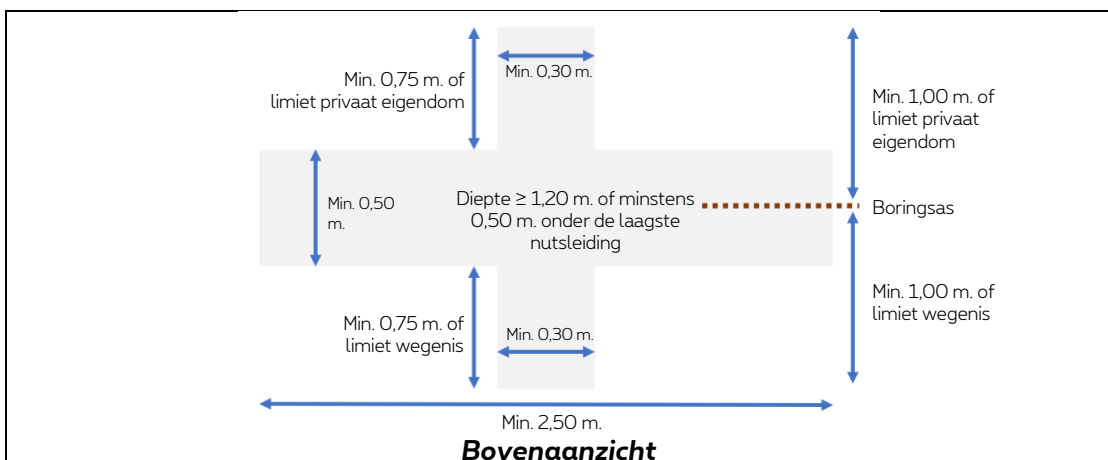 Min. 0,75 m. of
limiet privaat eigendom
Min. 0,30 m.
Min. 1,00 m. of
limiet privaat
eigendom
Min. 0,50
m.
Diepte ≥ 1,20 m. of minstens
0,50 m. onder de laagste
nutsleiding
Boringsas
Min. 0,75 m. of
limiet wegenis
Min. 0,30 m.
Min. 1,00 m. of
limiet wegenis
Min. 2,50 m.
Bovenaanzicht